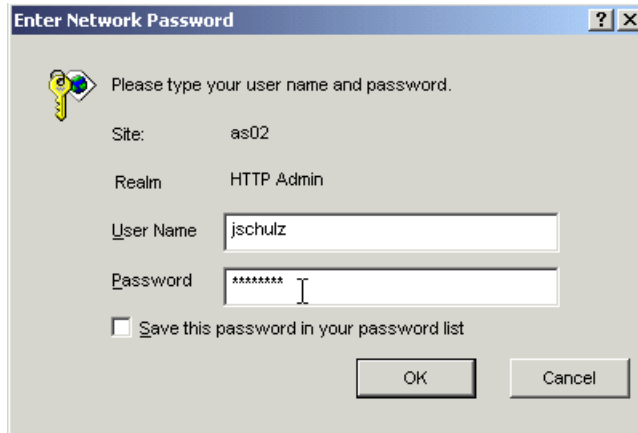 Enter Network Password
Please type your user name and password.
Site: as02
Realm HTTP Admin
User Name jschulz
Password ********
Save this password in your password list
OK Cancel